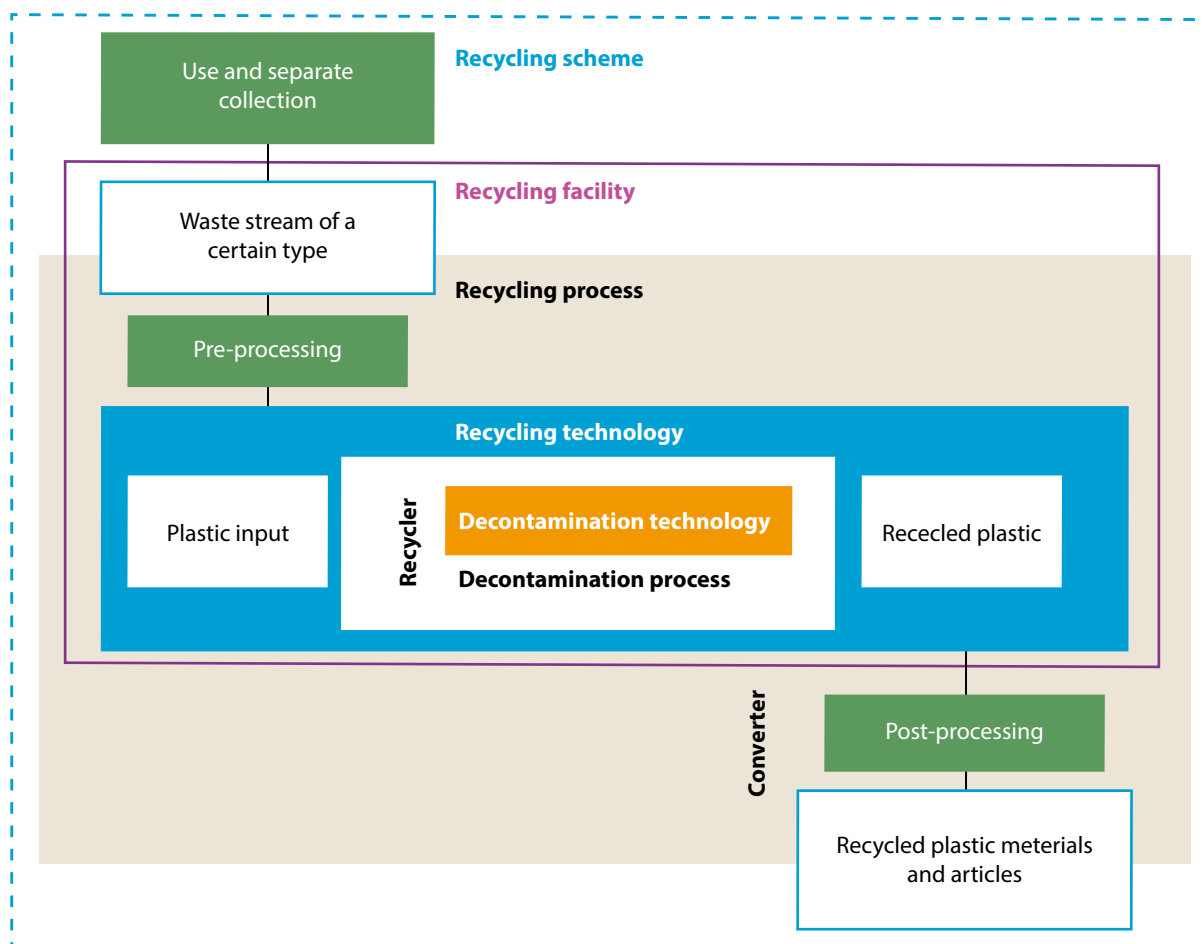 Use and separate
collection
Recycling scheme
Recycling facility
Waste stream of a
certain type
Recycling process
Pre-processing
Recycling technology
Plastic input
Recycler
Decontamination technology
Decontamination process
Rececled plastic
Converter
Post-processing
Recycled plastic meterials
and articles